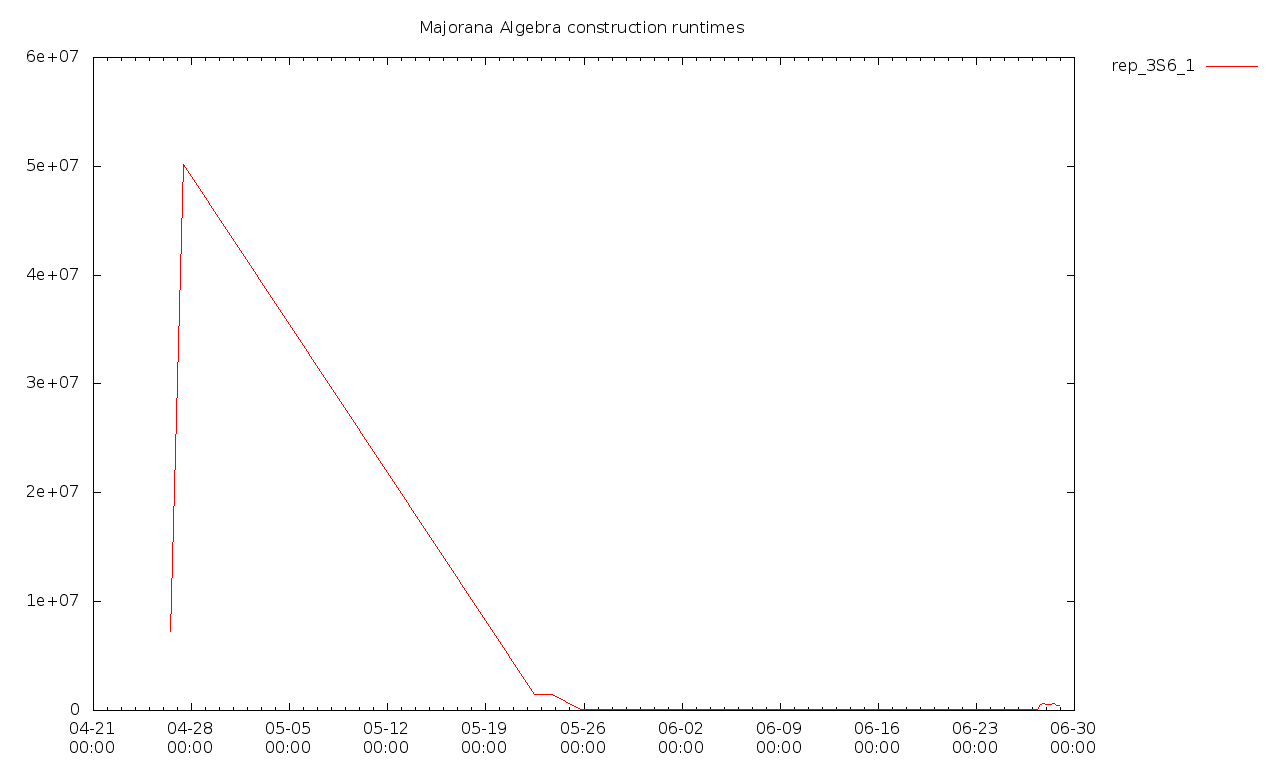 Majorana Algebra construction runtimes
rep_3S6_1
6e+07
5e+07
4e+07
3e+07
2e+07
1e+07
0
04-21 04-28 05-05 05-12 05-19 05-26 06-02 06-09 06-16 06-23 06-30
00:00 00:00 00:00 00:00 00:00 00:00 00:00 00:00 00:00 00:00 00:00